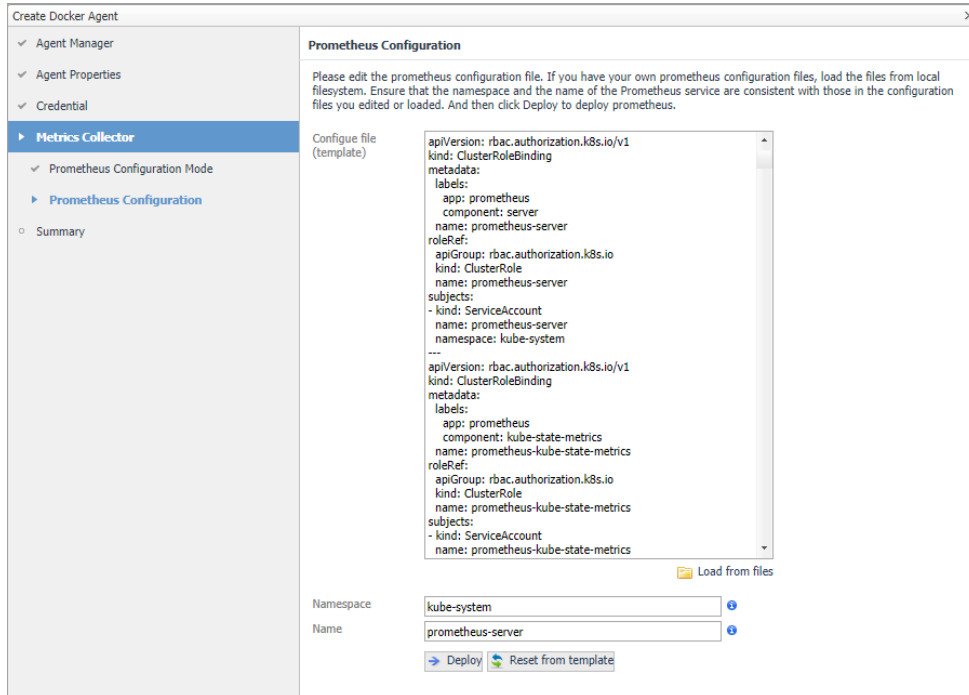 Create Docker Agent
Agent Manager
Agent Properties
Credential
Metrics Collector
Prometheus Configuration Mode
Prometheus Configuration
Summary
Prometheus Configuration
Please edit the prometheus configuration file. If you have your own prometheus configuration files, load the files from local
filesystem. Ensure that the namespace and the name of the Prometheus service are consistent with those in the configuration
files you edited or loaded. And then click Deploy to deploy prometheus.
Configue file
(template)
apiVersion: rbac.authorization.k8s.io/v1
kind: ClusterRoleBinding
metadata:
  labels:
    app: prometheus
    component: server
  name: prometheus-server
roleRef:
  apiGroup: rbac.authorization.k8s.io
  kind: ClusterRole
  name: prometheus-server
subjects:
- kind: ServiceAccount
  name: prometheus-server
  namespace: kube-system
---
apiVersion: rbac.authorization.k8s.io/v1
kind: ClusterRoleBinding
metadata:
  labels:
    app: prometheus
    component: kube-state-metrics
  name: prometheus-kube-state-metrics
roleRef:
  apiGroup: rbac.authorization.k8s.io
  kind: ClusterRole
  name: prometheus-kube-state-metrics
subjects:
- kind: ServiceAccount
  name: prometheus-kube-state-metrics
Load from files
Namespace
kube-system
Name
prometheus-server
Deploy
Reset from template